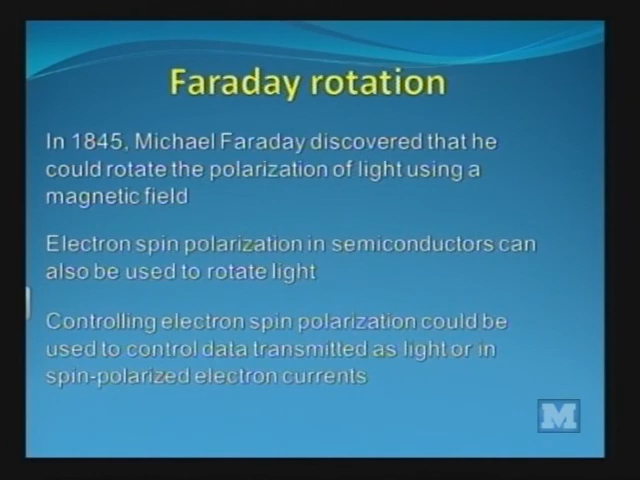 Faraday rotation
In 1845, Michael Faraday discovered that he
could rotate the polarization of light using a
magnetic field
Electron spin polarization in semiconductors can
also be used to rotate light
Controlling electron spin polarization could be
used to control data transmitted as light or in
spin-polarized electron currents
M